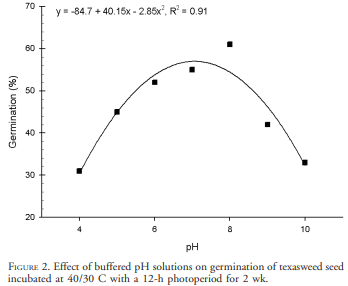 y = -84.7 + 40.15x - 2.85x², R² = 0.91
70
60
50
40
30
20
Germination (%)
4
6
8
10
pH
FIGURE 2. Effect of buffered pH solutions on germination of texasweed seed
incubated at 40/30 C with a 12-h photoperiod for 2 wk.